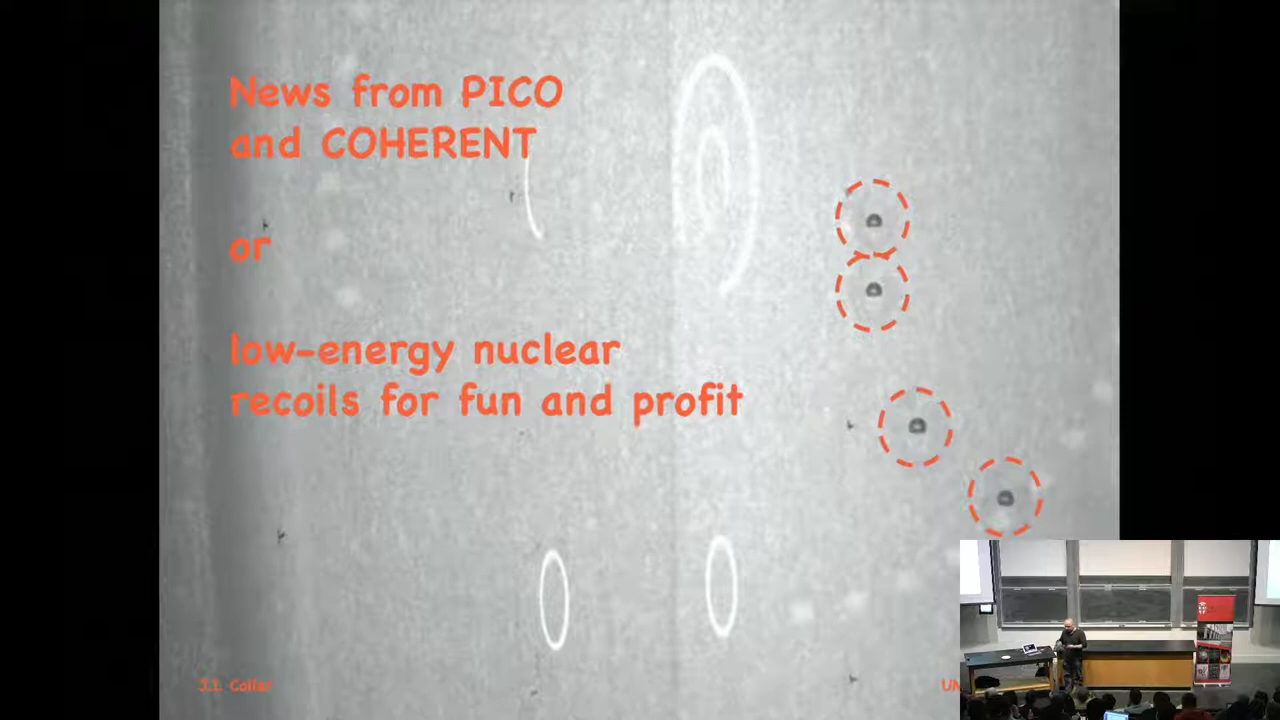 News from PICO
and COHERENT
or
low-energy nuclear
recoils for fun and profit
J.I. Collar